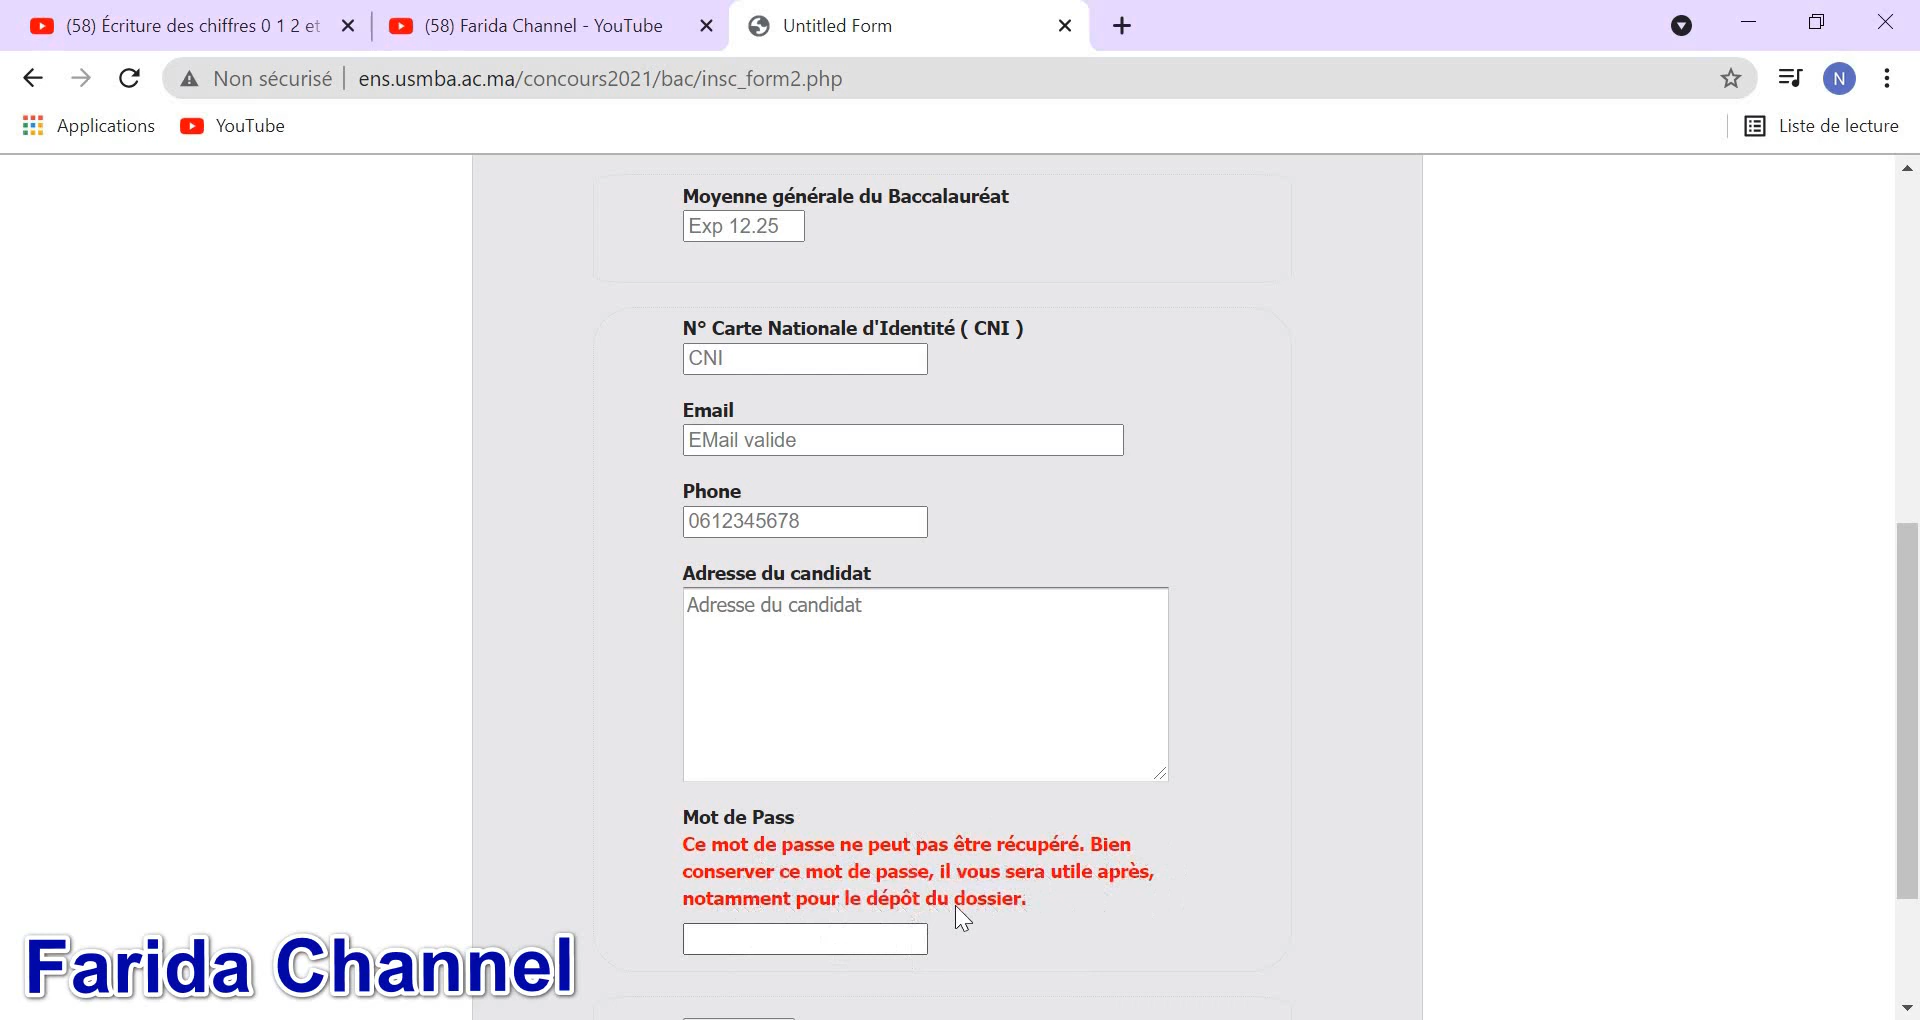 (58) Écriture des chiffres 0 1 2 et
(58) Farida Channel - YouTube
Untitled Form
Non sécurisé
ens.usmba.ac.ma/concours2021/bac/insc_form2.php
N
Applications
YouTube
Liste de lecture
Moyenne générale du Baccalauréat
Exp 12.25
N° Carte Nationale d'Identité ( CNI )
CNI
Email
EMail valide
Phone
0612345678
Adresse du candidat
Adresse du candidat
Mot de Pass
Ce mot de passe ne peut pas être récupéré. Bien
conserver ce mot de passe, il vous sera utile après,
notamment pour le dépôt du dossier.
Farida Channel